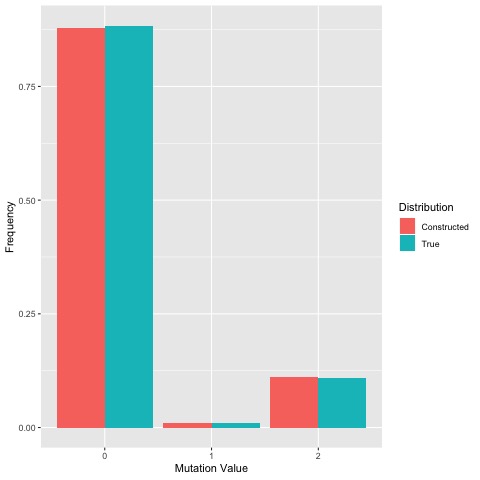 0.75
0.50
0.25
0.00
Frequency
0
1
2
Mutation Value
Distribution
Constructed
True